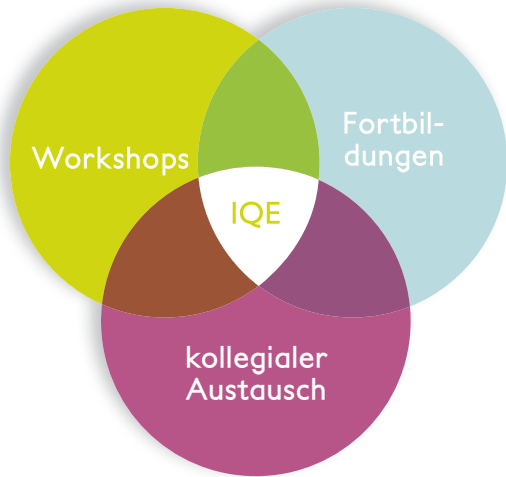 Workshops
Fortbil-
dungen
IQE
kollegialer
Austausch